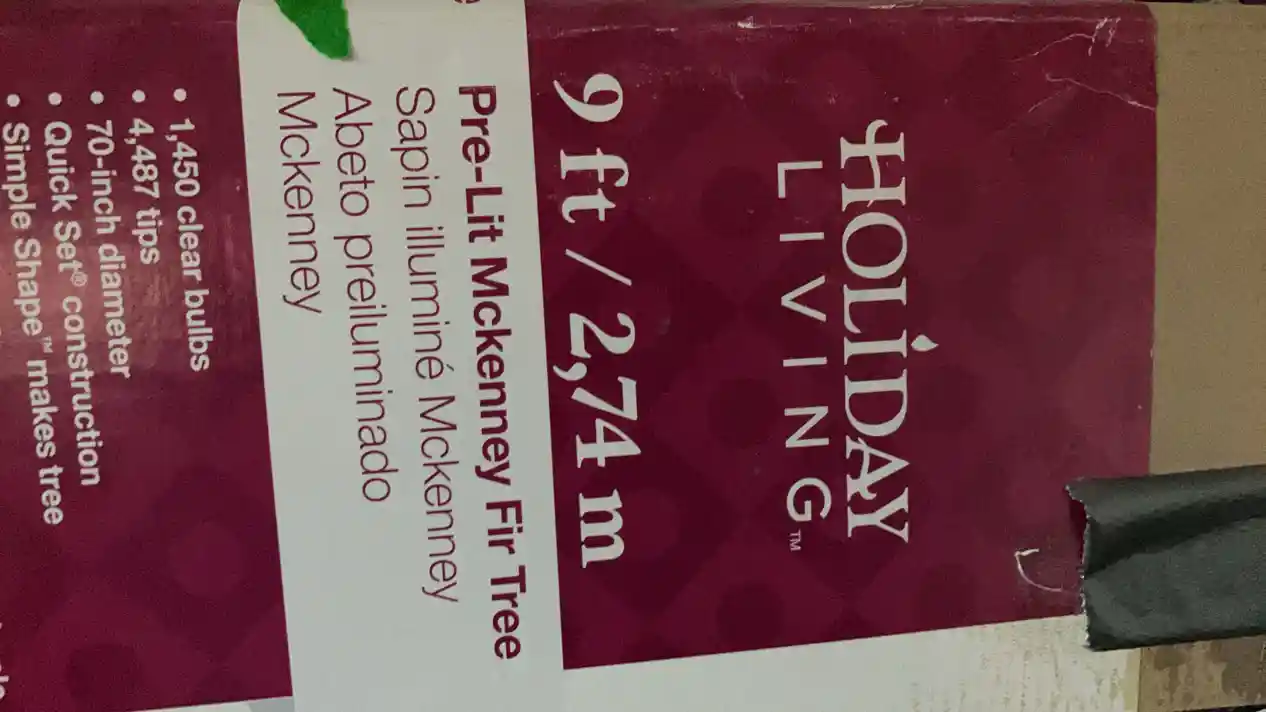 HOLIDAY
LIVING™
9 ft / 2,74 m
Pre-Lit Mckenney Fir Tree
Sapin illuminé Mckenney
Abeto preiluminado
Mckenney
• 1,450 clear bulbs
• 4,487 tips
• 70-inch diameter
• Quick Set® construction
• Simple Shape™ makes tree